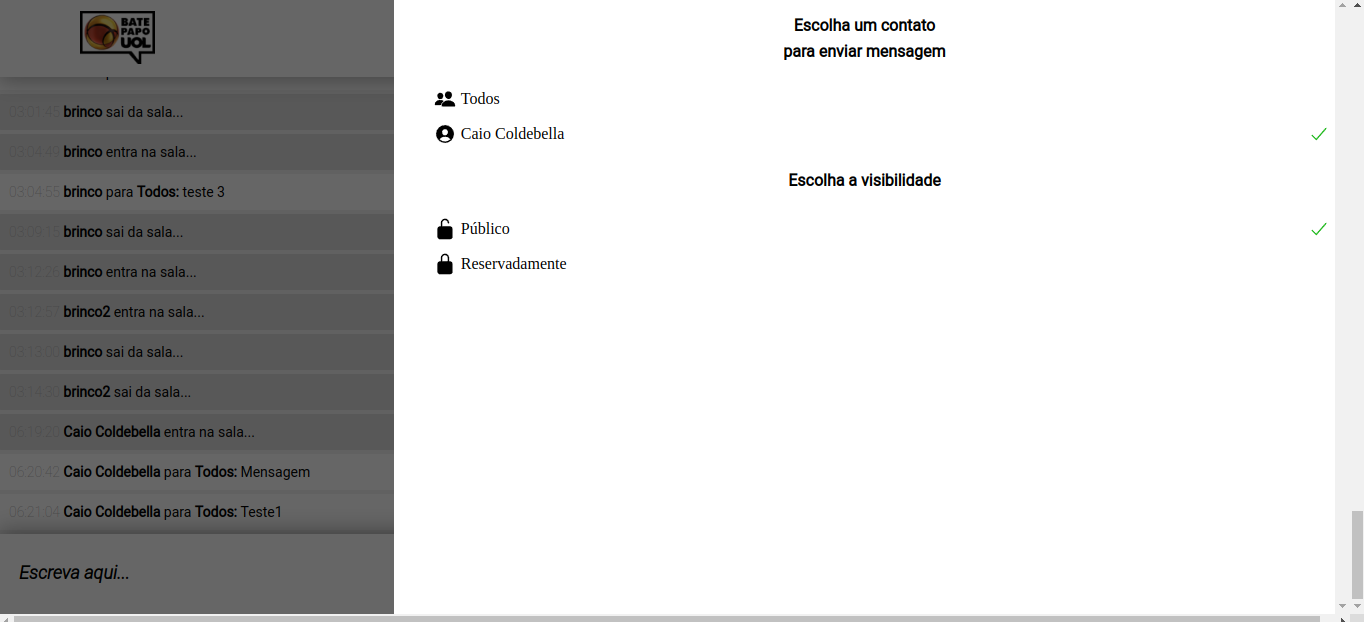 BATE
PAPO
UOL
03:01:45 brinco sai da sala...
03:04:49 brinco entra na sala...
03:04:55 brinco para Todos: teste 3
03:09:15 brinco sai da sala...
03:12:26 brinco entra na sala...
03:12:57 brinco2 entra na sala...
03:13:00 brinco sai da sala...
03:14:30 brinco2 sai da sala...
06:19:20 Caio Coldebella entra na sala...
06:20:42 Caio Coldebella para Todos: Mensagem
06:21:04 Caio Coldebella para Todos: Teste1
Escreva aqui...
Escolha um contato
para enviar mensagem
Todos
Caio Coldebella
Escolha a visibilidade
Público
Reservadamente